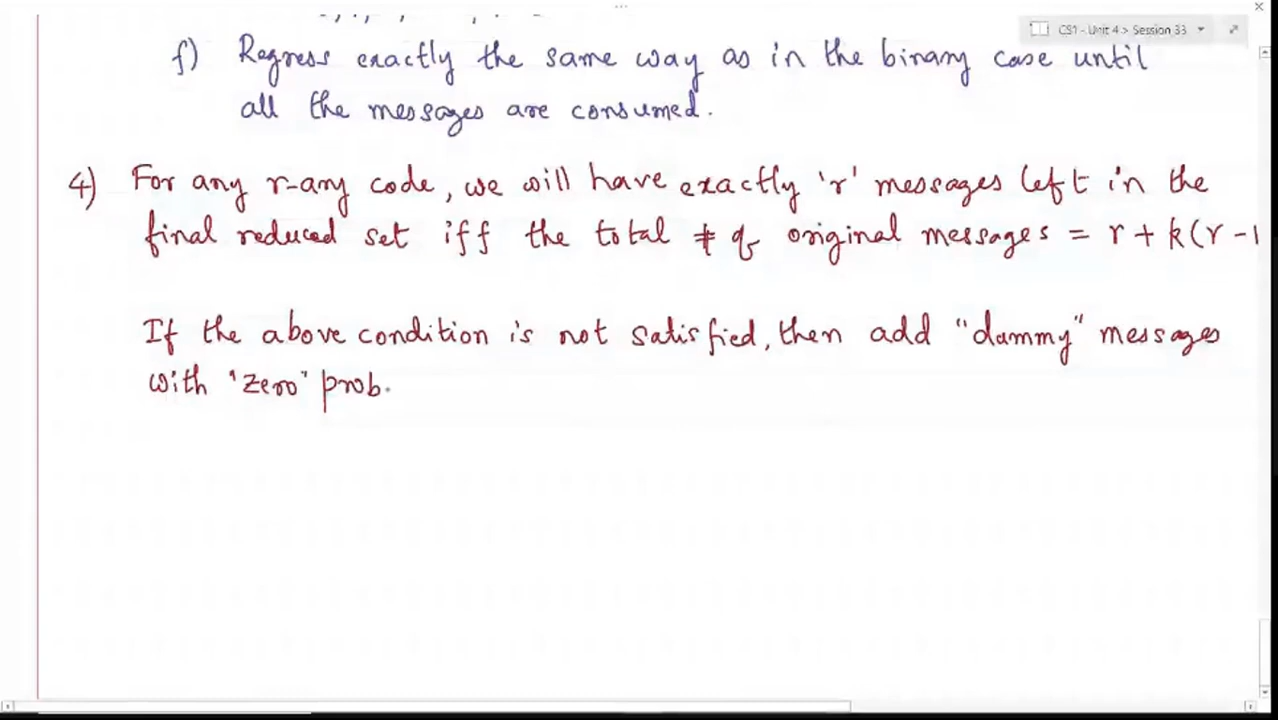 CS1 - Unit 4 > Session 33
f) Regress exactly the same way as in the binary case until
all the messages are consumed.
4) For any r-any code, we will have exactly 'r' messages left in the
final reduced set iff the total # of original messages = r + k(r-1
If the above condition is not satisfied, then add "dummy" messages
with "zero" prob.